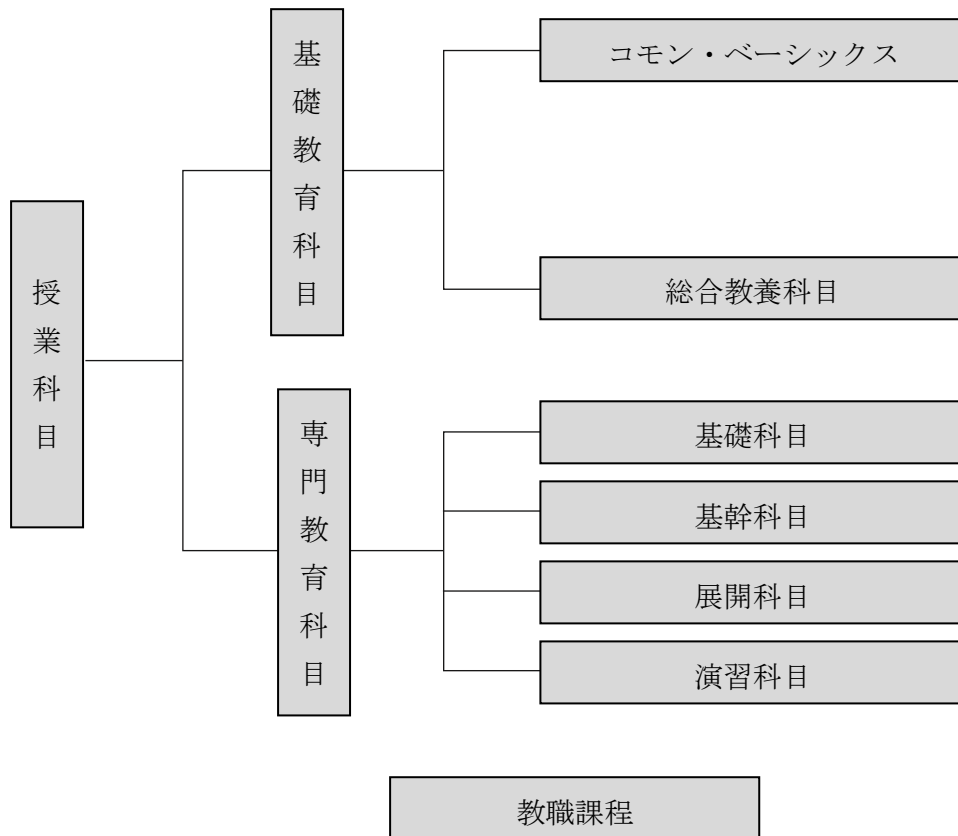 授業科目
基礎教育科目
コモン・ベーシックス
総合教養科目
専門教育科目
基礎科目
基幹科目
展開科目
演習科目
教職課程